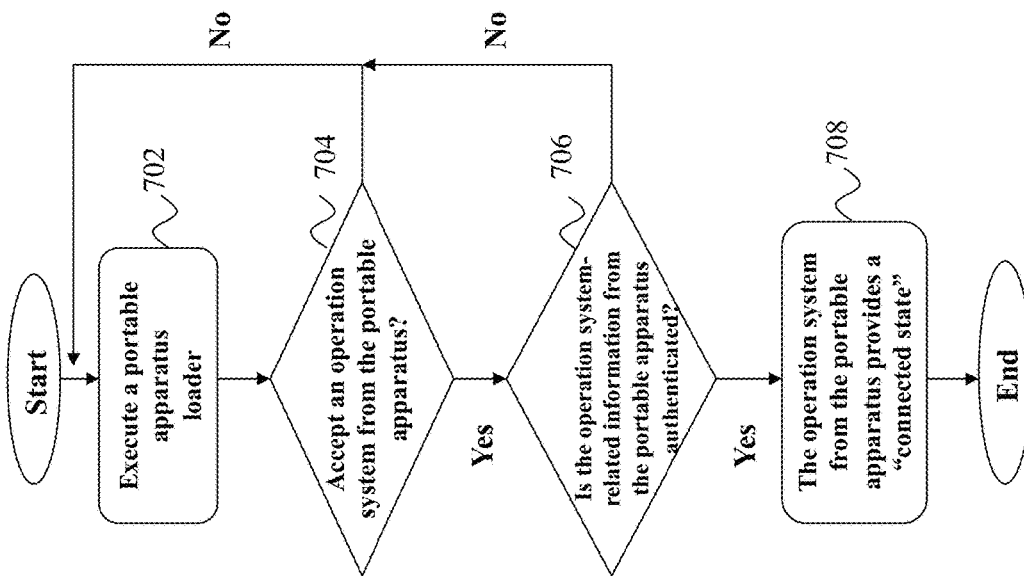 Start
Execute a portable
apparatus
loader
702
No
Accept an operation
system from the portable
apparatus?
704
Yes
No
Is the operation system-
related information from
the portable apparatus
authenticated?
706
Yes
The operation system
from the portable
apparatus provides a
“connected state”
708
End